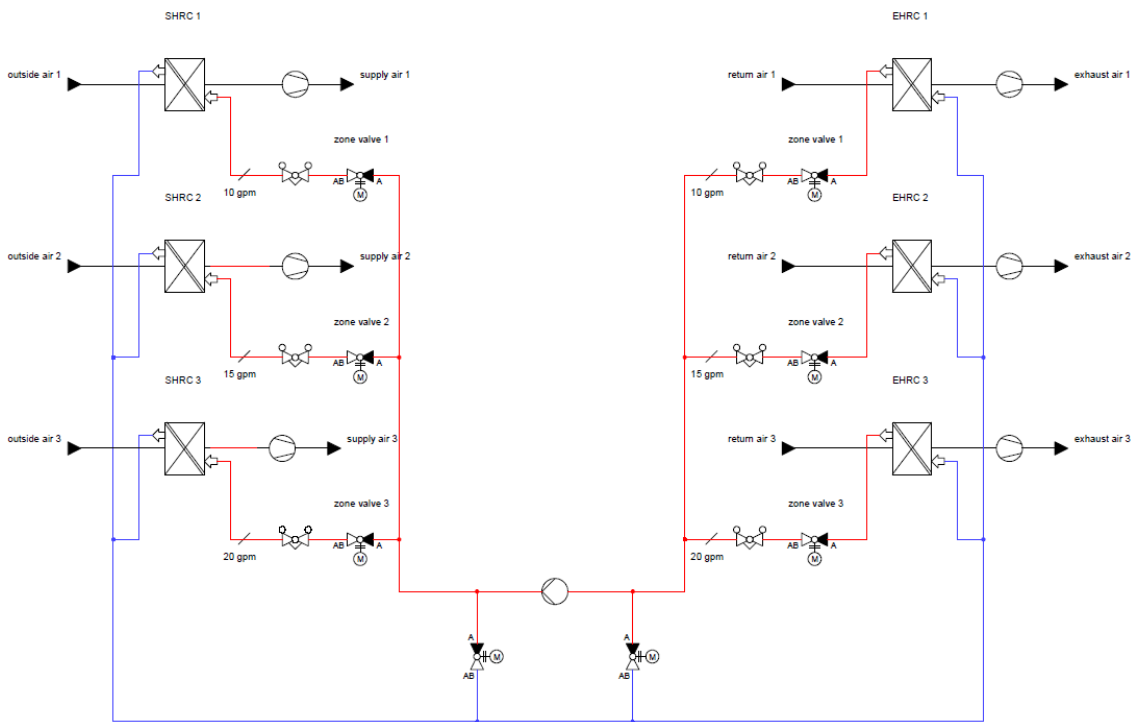 SHRC 1
EHRC 1
outside air 1
supply air 1
return air 1
exhaust air 1
zone valve 1
zone valve 1
AB
A
M
10 gpm
AB
A
M
10 gpm
SHRC 2
EHRC 2
outside air 2
supply air 2
return air 2
exhaust air 2
zone valve 2
zone valve 2
AB
A
M
15 gpm
AB
A
M
15 gpm
SHRC 3
EHRC 3
outside air 3
supply air 3
return air 3
exhaust air 3
zone valve 3
zone valve 3
AB
A
M
20 gpm
AB
A
M
20 gpm
A
M
AB
A
M
AB